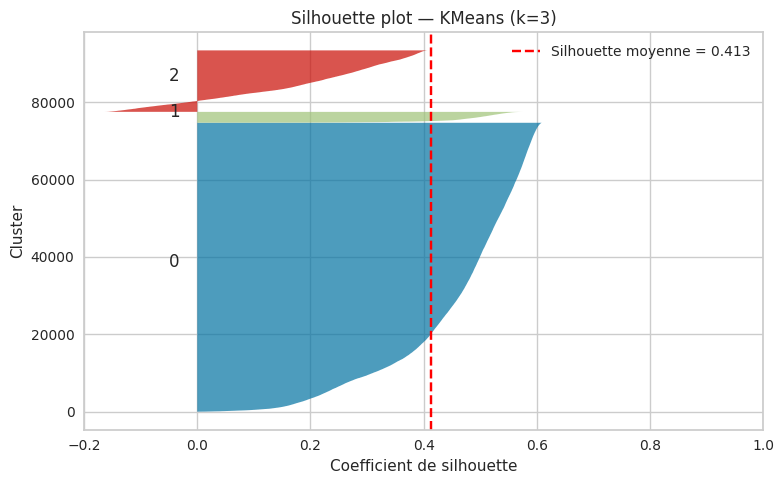 Silhouette plot — KMeans (k=3)
Silhouette moyenne = 0.413
2
1
0
80000
60000
40000
20000
0
Cluster
−0.2 0.0 0.2 0.4 0.6 0.8 1.0
Coefficient de silhouette